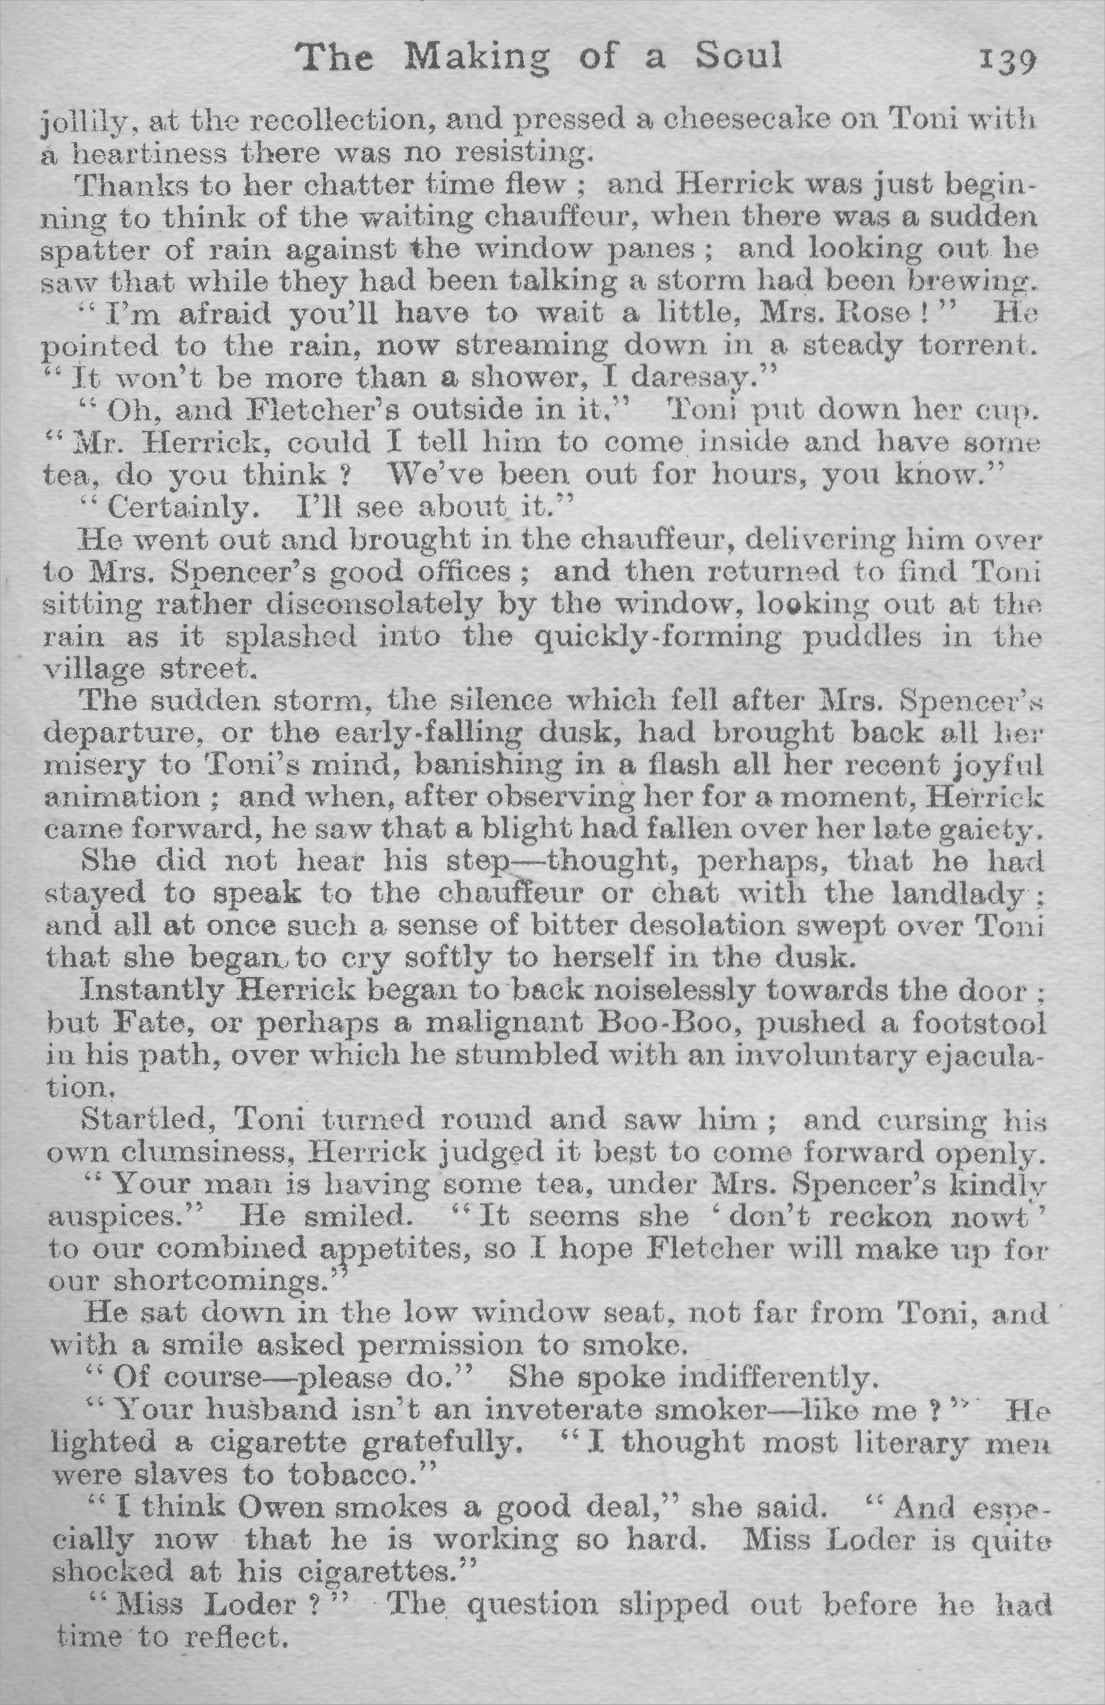 The Making of a Soul 139
jollily, at the recollection, and pressed a cheesecake on Toni with
a heartiness there was no resisting.
Thanks to her chatter time flew ; and Herrick was just begin-
ning to think of the waiting chauffeur, when there was a sudden
spatter of rain against the window panes ; and looking out he
saw that while they had been talking a storm had been brewing.
“ I’m afraid you’ll have to wait a little, Mrs. Rose ! ” He
pointed to the rain, now streaming down in a steady torrent.
“ It won’t be more than a shower, I daresay.”
“ Oh, and Fletcher’s outside in it.” Toni put down her cup.
“ Mr. Herrick, could I tell him to come inside and have some
tea, do you think ? We’ve been out for hours, you know.”
“ Certainly. I’ll see about it.”
He went out and brought in the chauffeur, delivering him over
to Mrs. Spencer’s good offices ; and then returned to find Toni
sitting rather disconsolately by the window, looking out at the
rain as it splashed into the quickly-forming puddles in the
village street.
The sudden storm, the silence which fell after Mrs. Spencer’s
departure, or the early-falling dusk, had brought back all her
misery to Toni’s mind, banishing in a flash all her recent joyful
animation ; and when, after observing her for a moment, Herrick
came forward, he saw that a blight had fallen over her late gaiety.
She did not hear his step—thought, perhaps, that he had
stayed to speak to the chauffeur or chat with the landlady ;
and all at once such a sense of bitter desolation swept over Toni
that she began to cry softly to herself in the dusk.
Instantly Herrick began to back noiselessly towards the door ;
but Fate, or perhaps a malignant Boo-Boo, pushed a footstool
in his path, over which he stumbled with an involuntary ejacula-
tion.
Startled, Toni turned round and saw him ; and cursing his
own clumsiness, Herrick judged it best to come forward openly.
“ Your man is having some tea, under Mrs. Spencer’s kindly
auspices.” He smiled. “ It seems she ‘ don’t reckon nowt ’
to our combined appetites, so I hope Fletcher will make up for
our shortcomings.”
He sat down in the low window seat, not far from Toni, and
with a smile asked permission to smoke.
“ Of course—please do.” She spoke indifferently.
“ Your husband isn’t an inveterate smoker—like me ? ” He
lighted a cigarette gratefully. “ I thought most literary men
were slaves to tobacco.”
“ I think Owen smokes a good deal,” she said. “ And espe-
cially now that he is working so hard. Miss Loder is quite
shocked at his cigarettes.”
“ Miss Loder ? ” The question slipped out before he had
time to reflect.